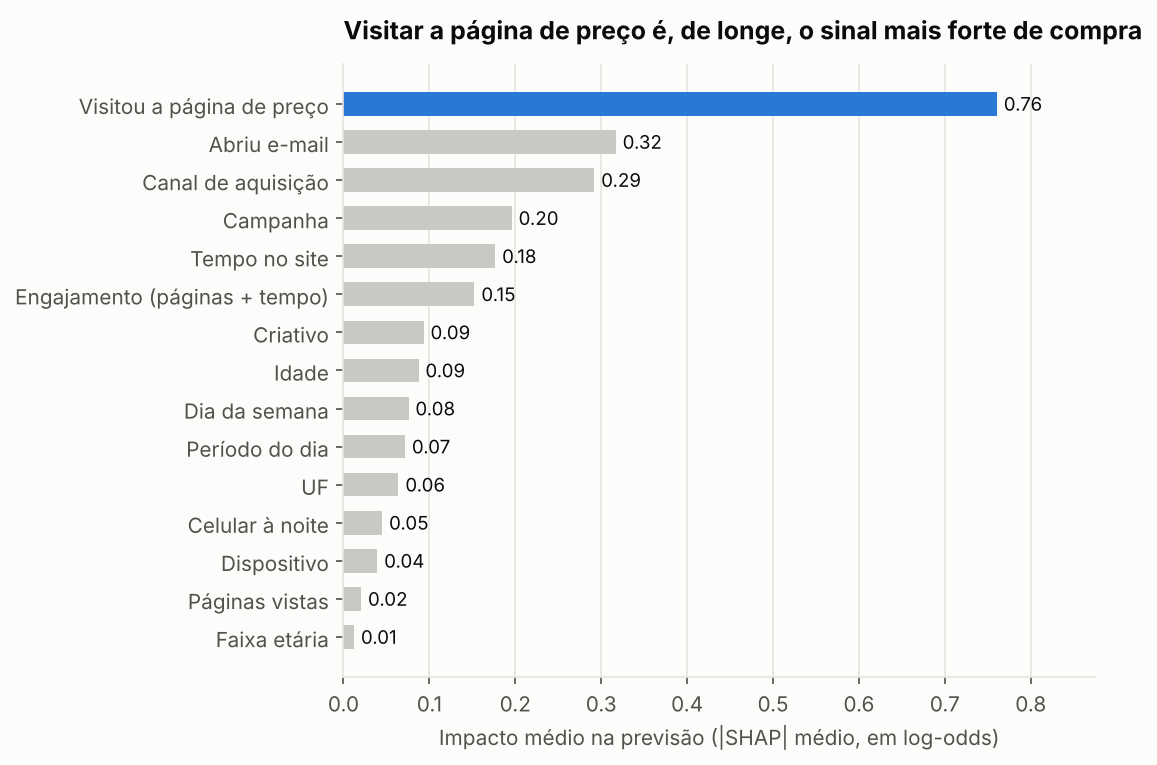 Visitar a página de preço é, de longe, o sinal mais forte de compra
Visitou a página de preço 0.76
Abriu e-mail 0.32
Canal de aquisição 0.29
Campanha 0.20
Tempo no site 0.18
Engajamento (páginas + tempo) 0.15
Criativo 0.09
Idade 0.09
Dia da semana 0.08
Período do dia 0.07
UF 0.06
Celular à noite 0.05
Dispositivo 0.04
Páginas vistas 0.02
Faixa etária 0.01
0.0 0.1 0.2 0.3 0.4 0.5 0.6 0.7 0.8
Impacto médio na previsão (|SHAP| médio, em log-odds)